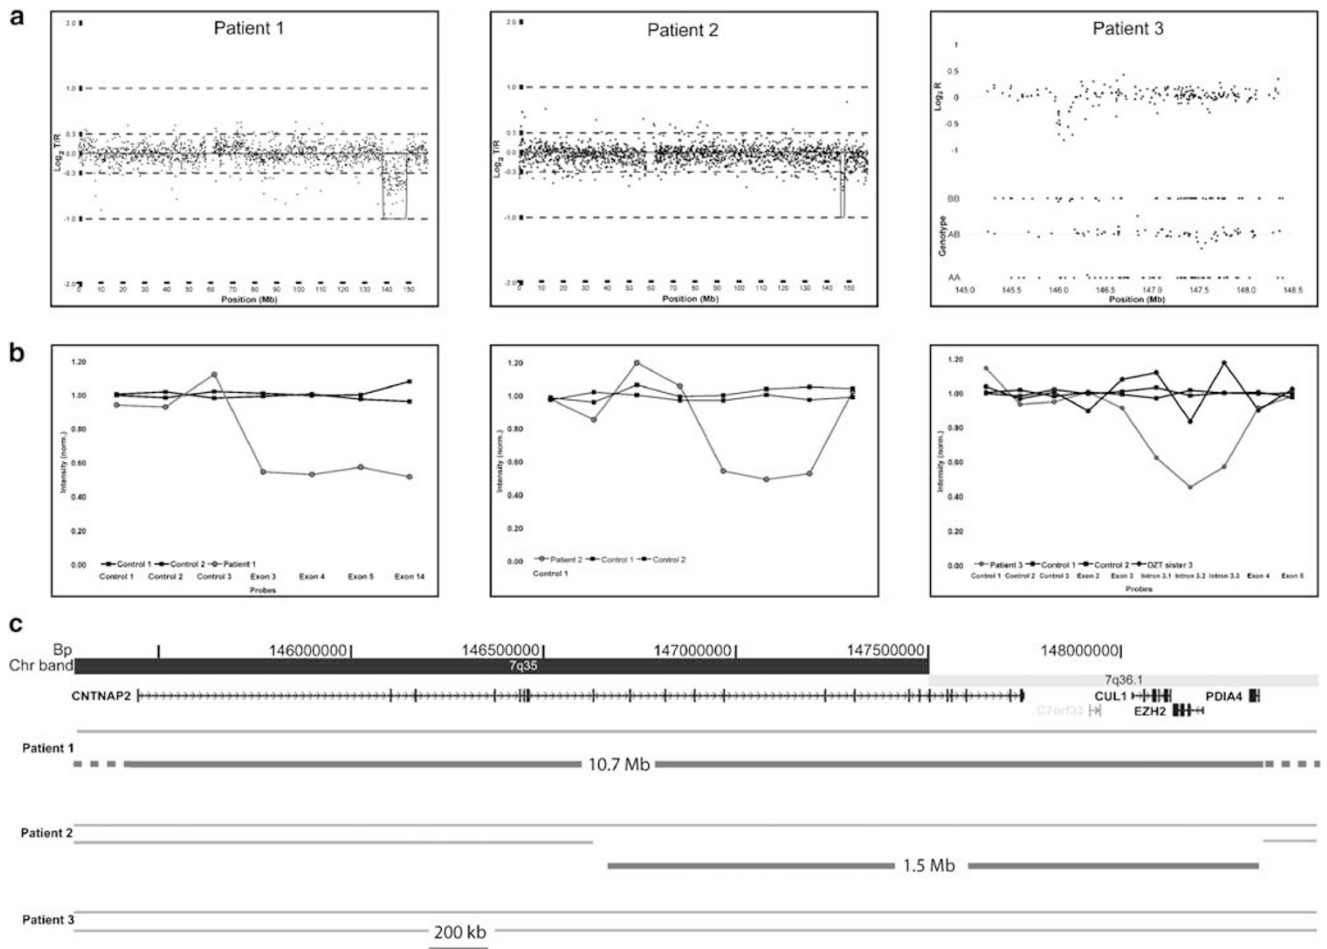 a
Patient 1
Patient 2
Patient 3
2.0
1.0
0.3
0.0
-0.3
-1.0
-2.0
Log2 T/R
0 10 20 30 40 50 60 70 80 90 100 110 120 130 140 150
Position (Mb)
2.0
1.0
0.3
0.0
-0.3
-1.0
-2.0
Log2 T/R
0 10 20 30 40 50 60 70 80 90 100 110 120 130 140 150
Position (Mb)
1
0.5
0
-0.5
-1
Log2 R
BB
AB
AA
Genotype
145.0 145.5 146.0 146.5 147.0 147.5 148.0 148.5
Position (Mb)
b
1.20
1.00
0.80
0.60
0.40
0.20
0.00
Intensity (norm.)
Control 1 Control 2 Patient 1
Control 1 Control 2 Control 3 Exon 3 Exon 4 Exon 5 Exon 14
Probes
1.20
1.00
0.80
0.60
0.40
0.20
0.00
Intensity (norm.)
Patient 2 Control 1 Control 2
Control 1
1.20
1.00
0.80
0.60
0.40
0.20
0.00
Intensity (norm.)
Patient 3 Control 1 Control 2 DZT sister 3
Control 1 Control 2 Control 3 Exon 2 Exon 3 Intron 3.1 Intron 3.2 Intron 3.3 Exon 4 Exon 5
Probes
c
Bp 146000000 146500000 147000000 147500000 148000000
Chr band 7q35
7q36.1
CNTNAP2 CUL1 PDIA4
C7orf33 EZH2
Patient 1
10.7 Mb
Patient 2
1.5 Mb
Patient 3
200 kb